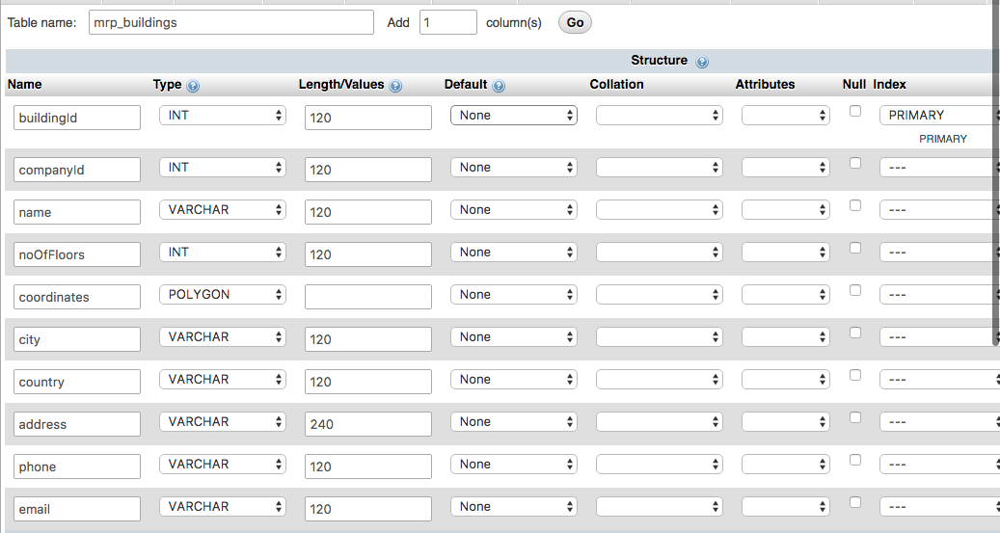 Table name: mrp_buildings Add 1 column(s) Go
Structure
Name Type Length/Values Default Collation Attributes Null Index
buildingId INT 120 None PRIMARY
PRIMARY
companyId INT 120 None ---
name VARCHAR 120 None ---
noOfFloors INT 120 None ---
coordinates POLYGON None ---
city VARCHAR 120 None ---
country VARCHAR 120 None ---
address VARCHAR 240 None ---
phone VARCHAR 120 None ---
email VARCHAR 120 None ---